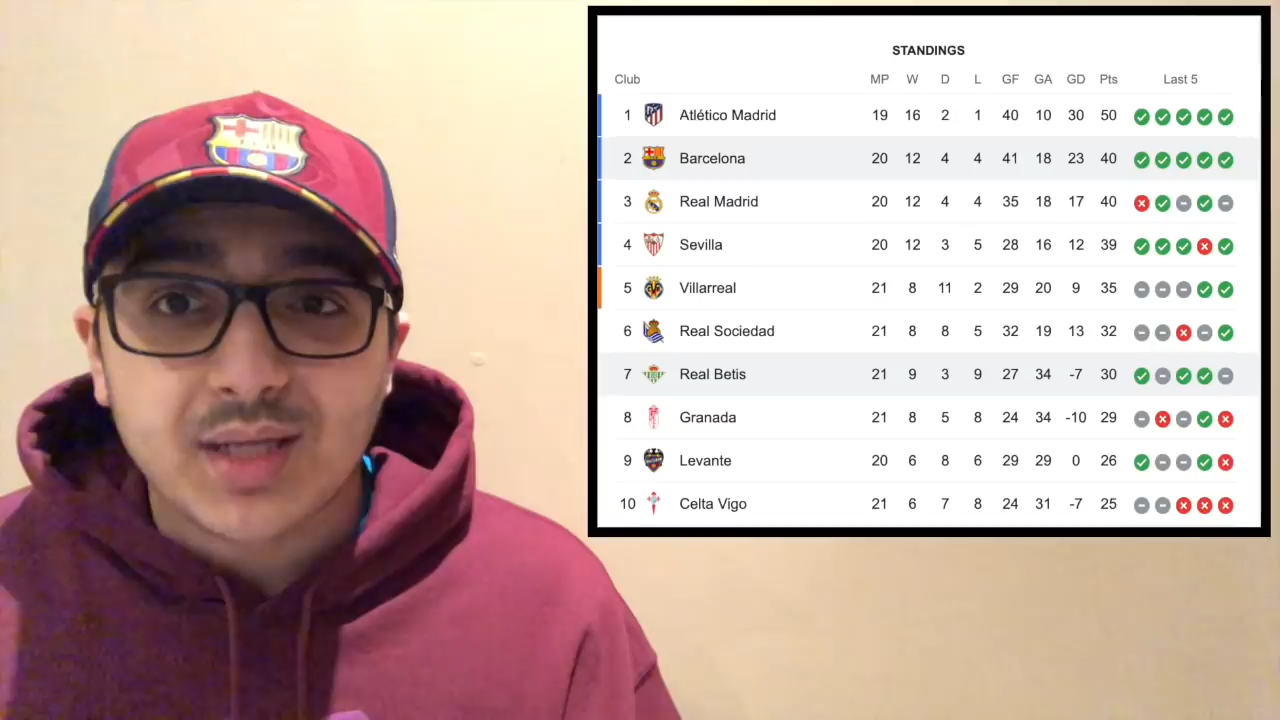 STANDINGS
Club MP W D L GF GA GD Pts Last 5
1 Atlético Madrid 19 16 2 1 40 10 30 50
2 Barcelona 20 12 4 4 41 18 23 40
3 Real Madrid 20 12 4 4 35 18 17 40
4 Sevilla 20 12 3 5 28 16 12 39
5 Villarreal 21 8 11 2 29 20 9 35
6 Real Sociedad 21 8 8 5 32 19 13 32
7 Real Betis 21 9 3 9 27 34 -7 30
8 Granada 21 8 5 8 24 34 -10 29
9 Levante 20 6 8 6 29 29 0 26
10 Celta Vigo 21 6 7 8 24 31 -7 25